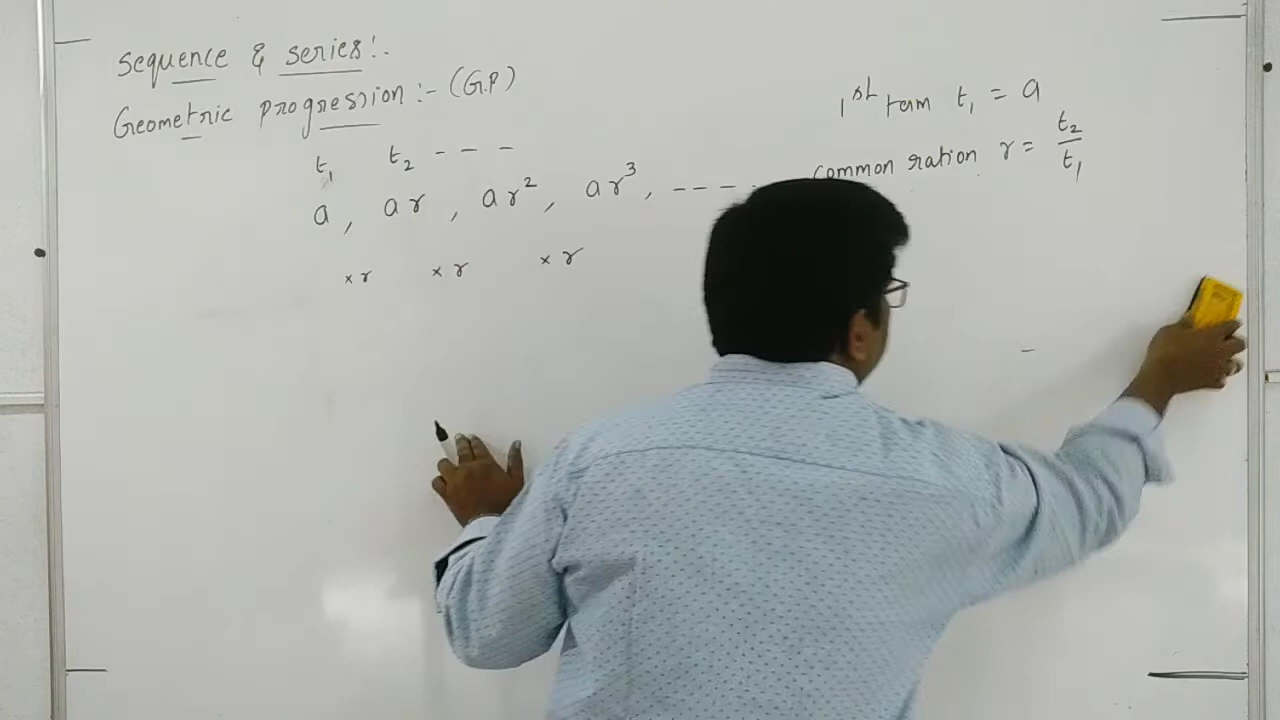 Sequence & series:.
Geometric progression :- (G.P)
t₁ t₂ - - -
a , ar , ar² , ar³ , - - - -
×r ×r ×r
1st term t₁ = a
common ration r = t₂/t₁